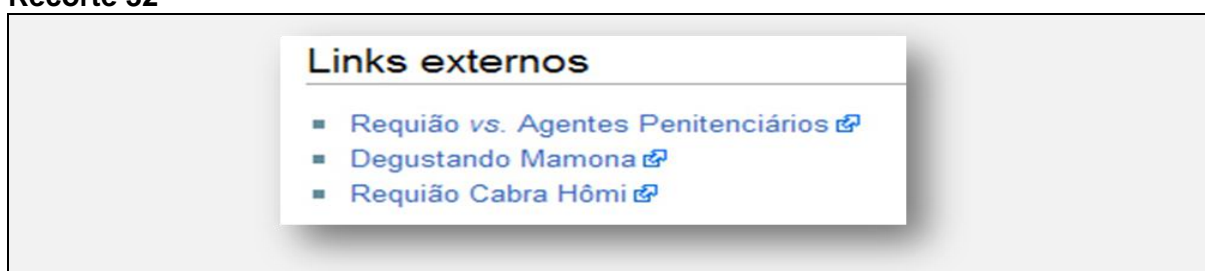 Recorte 32
Links externos
Requião vs. Agentes Penitenciários
Degustando Mamona
Requião Cabra Hômi